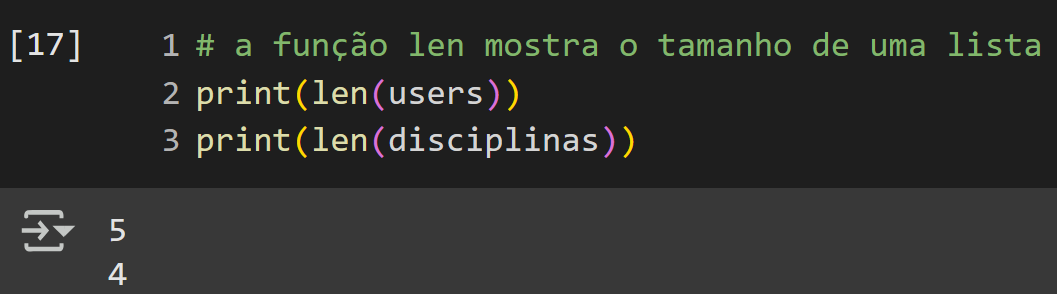 [17] 1 # a função len mostra o tamanho de uma lista
2 print(len(users))
3 print(len(disciplinas))
5
4